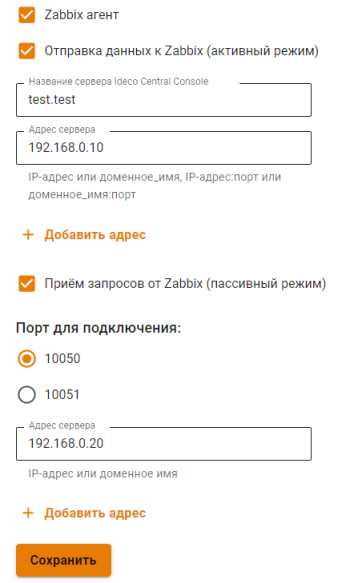 Zabbix агент
Отправка данных к Zabbix (активный режим)
Название сервера Ideco Central Console
test.test
Адрес сервера
192.168.0.10
IP-адрес или доменное_имя, IP-адрес:порт или
доменное_имя:порт
+ Добавить адрес
Приём запросов от Zabbix (пассивный режим)
Порт для подключения:
10050
10051
Адрес сервера
192.168.0.20
IP-адрес или доменное имя
+ Добавить адрес
Сохранить